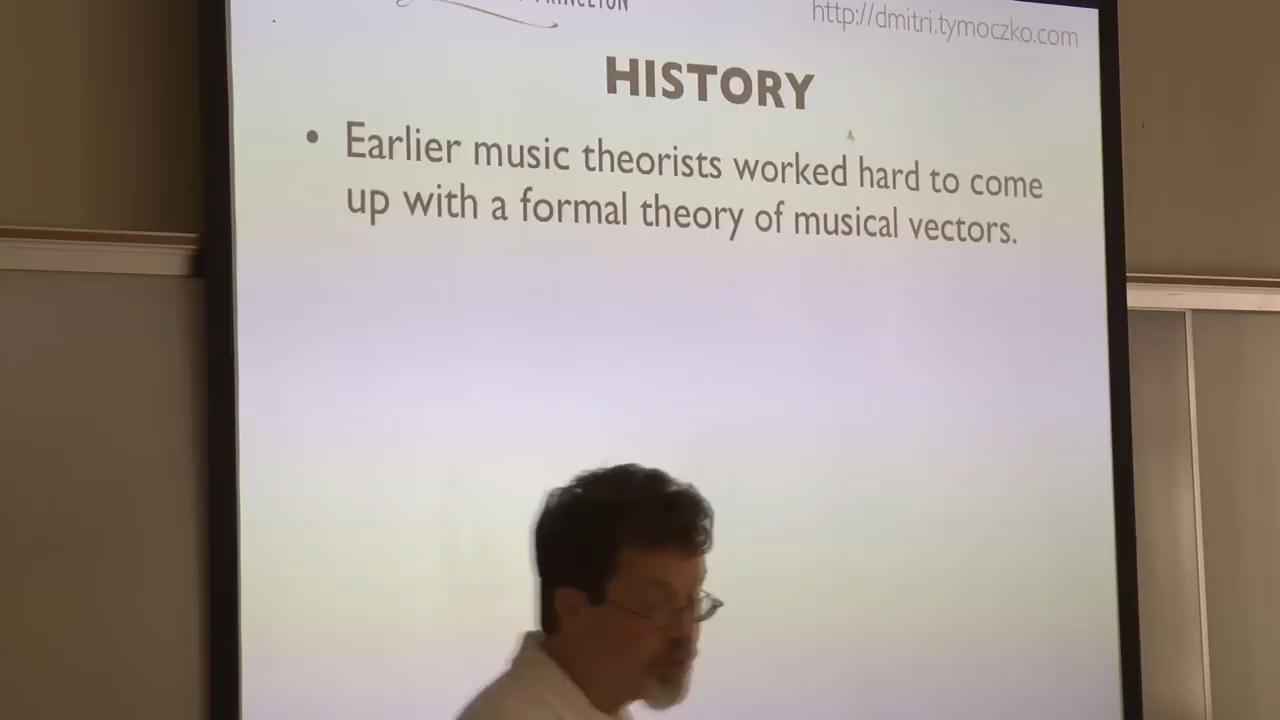 PRINCETON
http://dmitri.tymoczko.com
HISTORY
• Earlier music theorists worked hard to come
up with a formal theory of musical vectors.